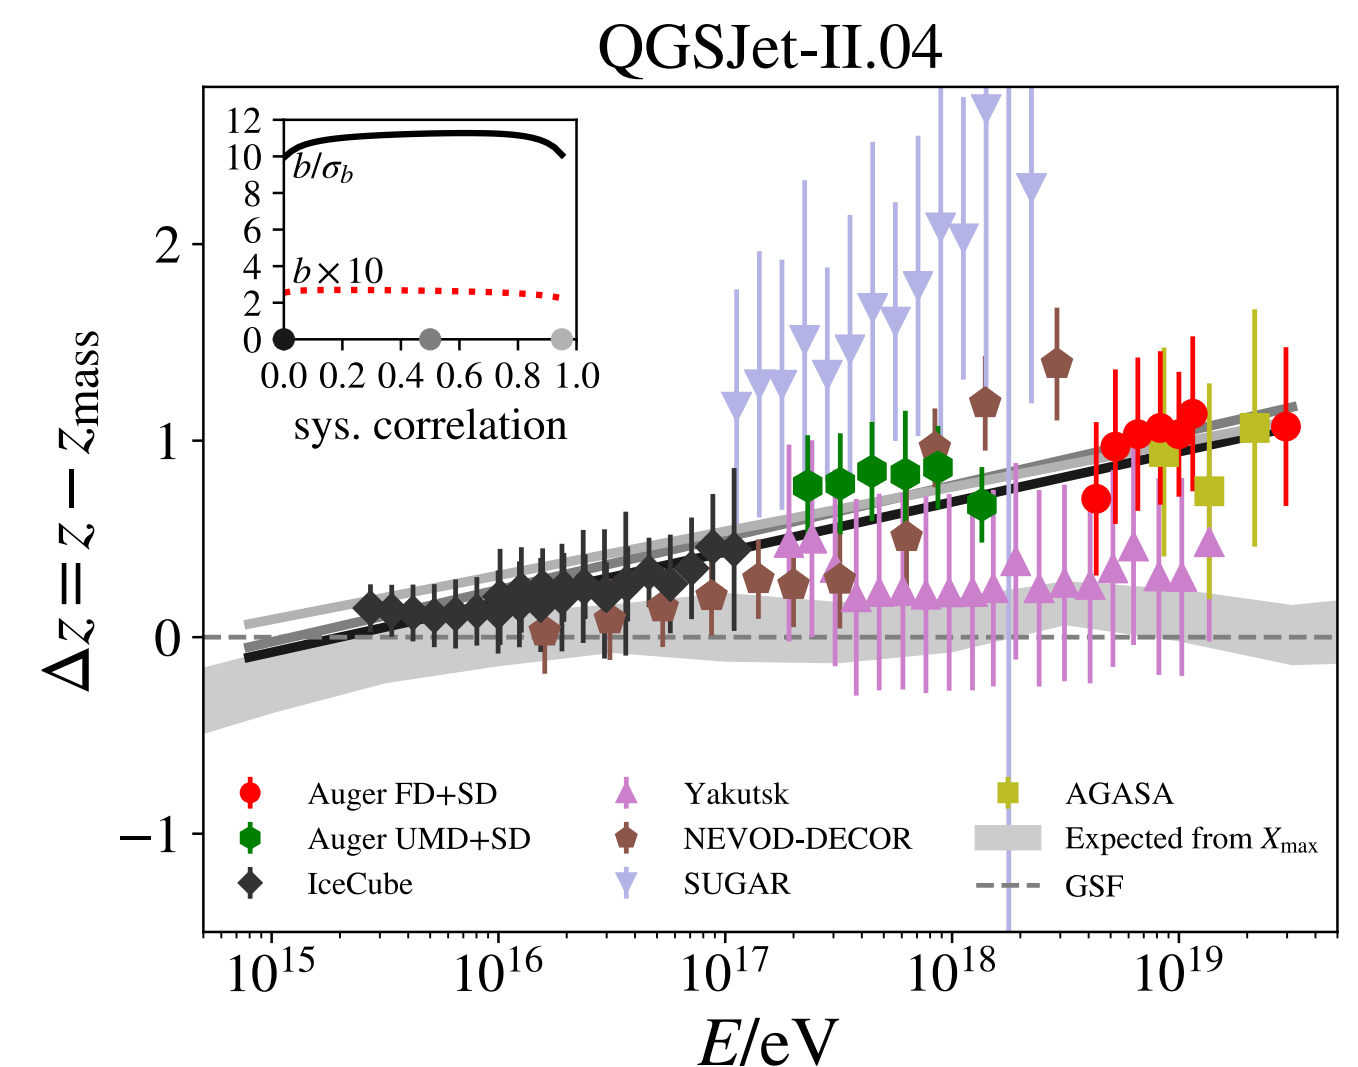 QGSJet-II.04
12
10
8
6
4
2
0
b/σ_b
b × 10
0.0 0.2 0.4 0.6 0.8 1.0
sys. correlation
2
1
0
−1
Δz = z − z_mass
Auger FD+SD
Auger UMD+SD
IceCube
Yakutsk
NEVOD-DECOR
SUGAR
AGASA
Expected from X_max
GSF
10^15 10^16 10^17 10^18 10^19
E/eV